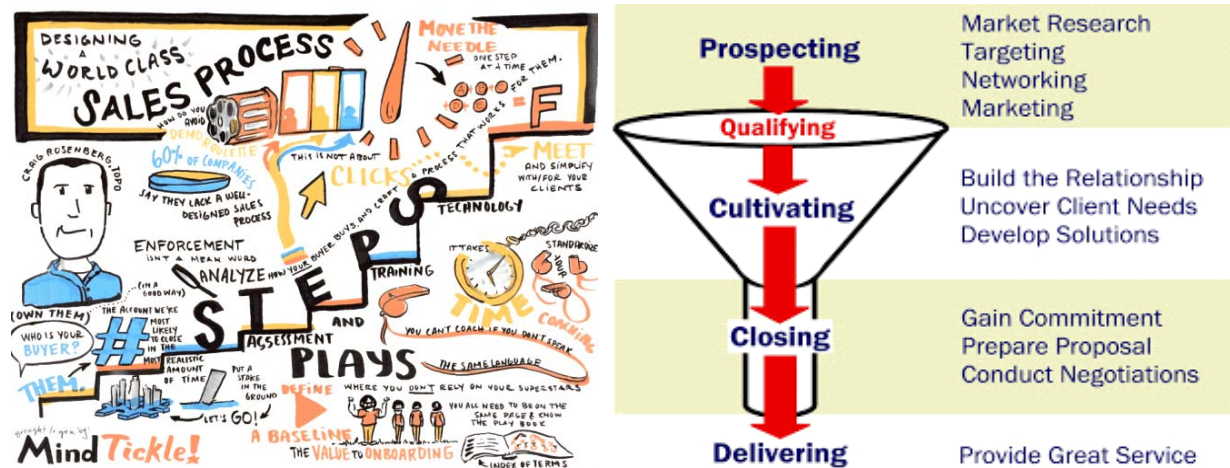 DESIGNING
A
WORLD CLASS
SALES PROCESS
MOVE THE
NEEDLE
ONE STEP
AT A TIME
HOW DO YOU
AVOID
DEMO ROULETTE
60% OF COMPANIES
SAY THEY LACK A WELL-
DESIGNED SALES
PROCESS
THIS IS NOT ABOUT
CLICKS
CRAIG ROSENBERG, TOPO
ANALYZE HOW YOUR BUYER BUYS, AND CRAFT A PROCESS THAT WORKS FOR THEM.
= F
MEET
AND SIMPLIFY
WITH/FOR YOUR
CLIENTS
ENFORCEMENT
ISN'T A MEAN WORD
(IN A
GOOD WAY)
(OWN THEM)
WHO IS YOUR
BUYER?
THEM.
#
THE ACCOUNT WE'RE
MOST
LIKELY
TO CLOSE
IN THE
MOST REALISTIC
AMOUNT
OF TIME
STEPS
ASSESSMENT
AND
TRAINING
TECHNOLOGY
IT TAKES
TIME
STANDARDIZE
YOUR
COACHING
YOU CAN'T COACH IF YOU DON'T SPEAK
THE SAME LANGUAGE
PUT A
STAKE
IN THE
GROUND
LET'S GO!
PLAYS
WHERE YOU DON'T RELY ON YOUR SUPERSTARS
DEFINE
A BASELINE
THE VALUE TO ONBOARDING
YOU ALL NEED TO BE ON THE
SAME PAGE & KNOW
THE PLAY BOOK
INDEX OF TERMS
Brought to you by:
MindTickle!
Prospecting
Market Research
Targeting
Networking
Marketing
Qualifying
Cultivating
Build the Relationship
Uncover Client Needs
Develop Solutions
Closing
Gain Commitment
Prepare Proposal
Conduct Negotiations
Delivering
Provide Great Service